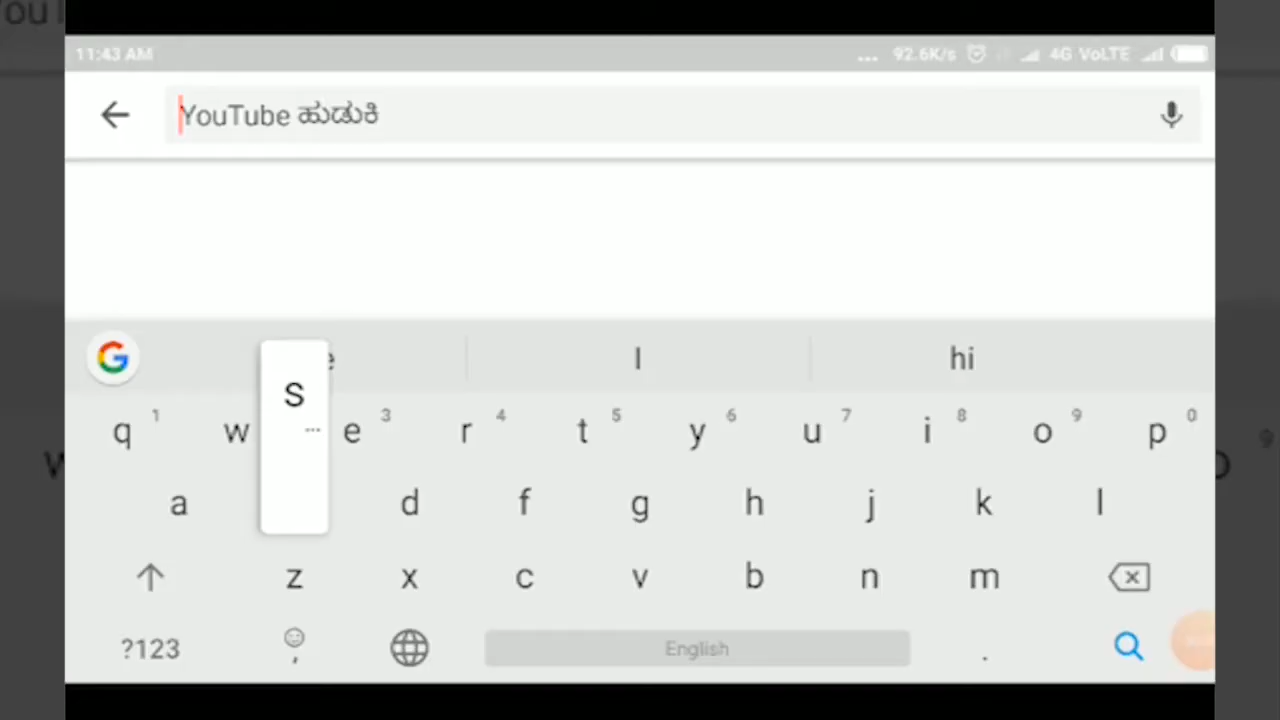 11:43 AM ... 92.6K/s 4G VoLTE
YouTube ಹುಡುಕಿ
I hi
q 1 w e 3 r 4 t 5 y 6 u 7 i 8 o 9 p 0
S
a d f g h j k l
z x c v b n m
?123 , English .